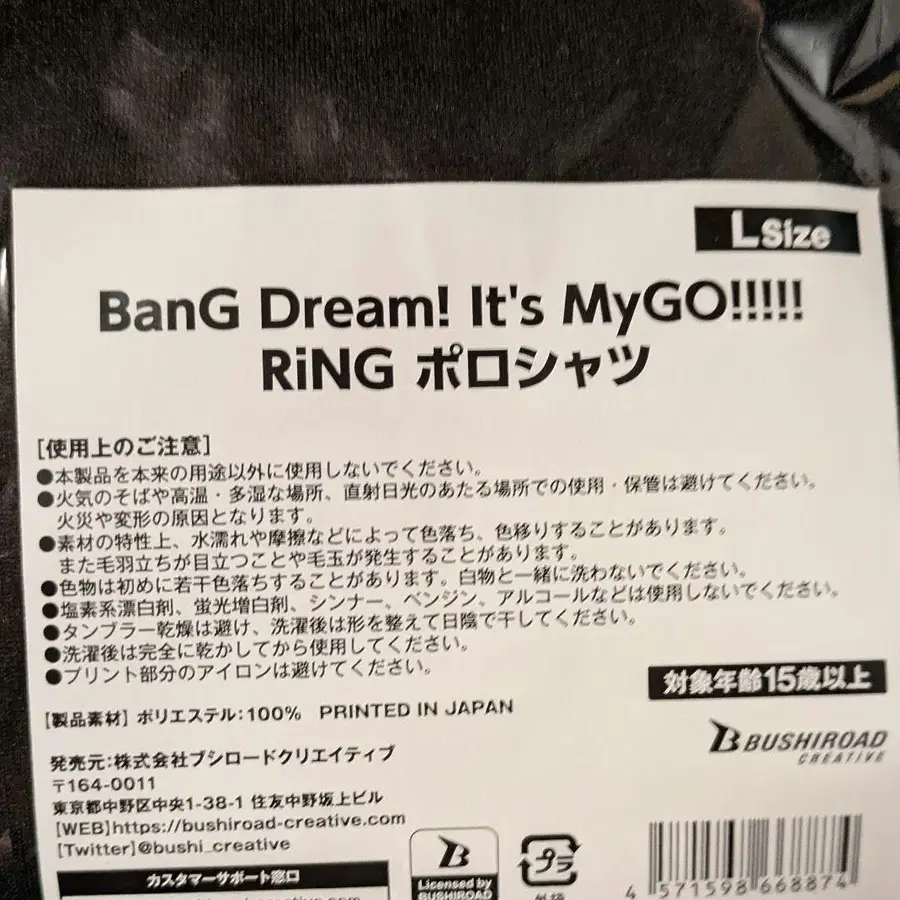 L Size
BanG Dream! It's MyGO!!!!!
RiNG ポロシャツ
[使用上のご注意]
●本製品を本来の用途以外に使用しないでください。
●火気のそばや高温・多湿な場所、直射日光のあたる場所での使用・保管は避けてください。
火災や変形の原因となります。
●素材の特性上、水濡れや摩擦などによって色落ち、色移りすることがあります。
また毛羽立ちが目立つことや毛玉が発生することがあります。
●色物は初めに若干色落ちすることがあります。白物と一緒に洗わないでください。
●塩素系漂白剤、蛍光増白剤、シンナー、ベンジン、アルコールなどは使用しないでください。
●タンブラー乾燥は避け、洗濯後は形を整えて日陰で干してください。
●洗濯後は完全に乾かしてから使用してください。
●プリント部分のアイロンは避けてください。
対象年齢15歳以上
【製品素材】ポリエステル:100% PRINTED IN JAPAN
BUSHIROAD
CREATIVE
発売元:株式会社ブシロードクリエイティブ
〒164-0011
東京都中野区中央1-38-1 住友中野坂上ビル
【WEB】https://bushiroad-creative.com
【Twitter】@bushi_creative
カスタマーサポート窓口
Licensed by
BUSHIROAD
プラ
4 571598 668874